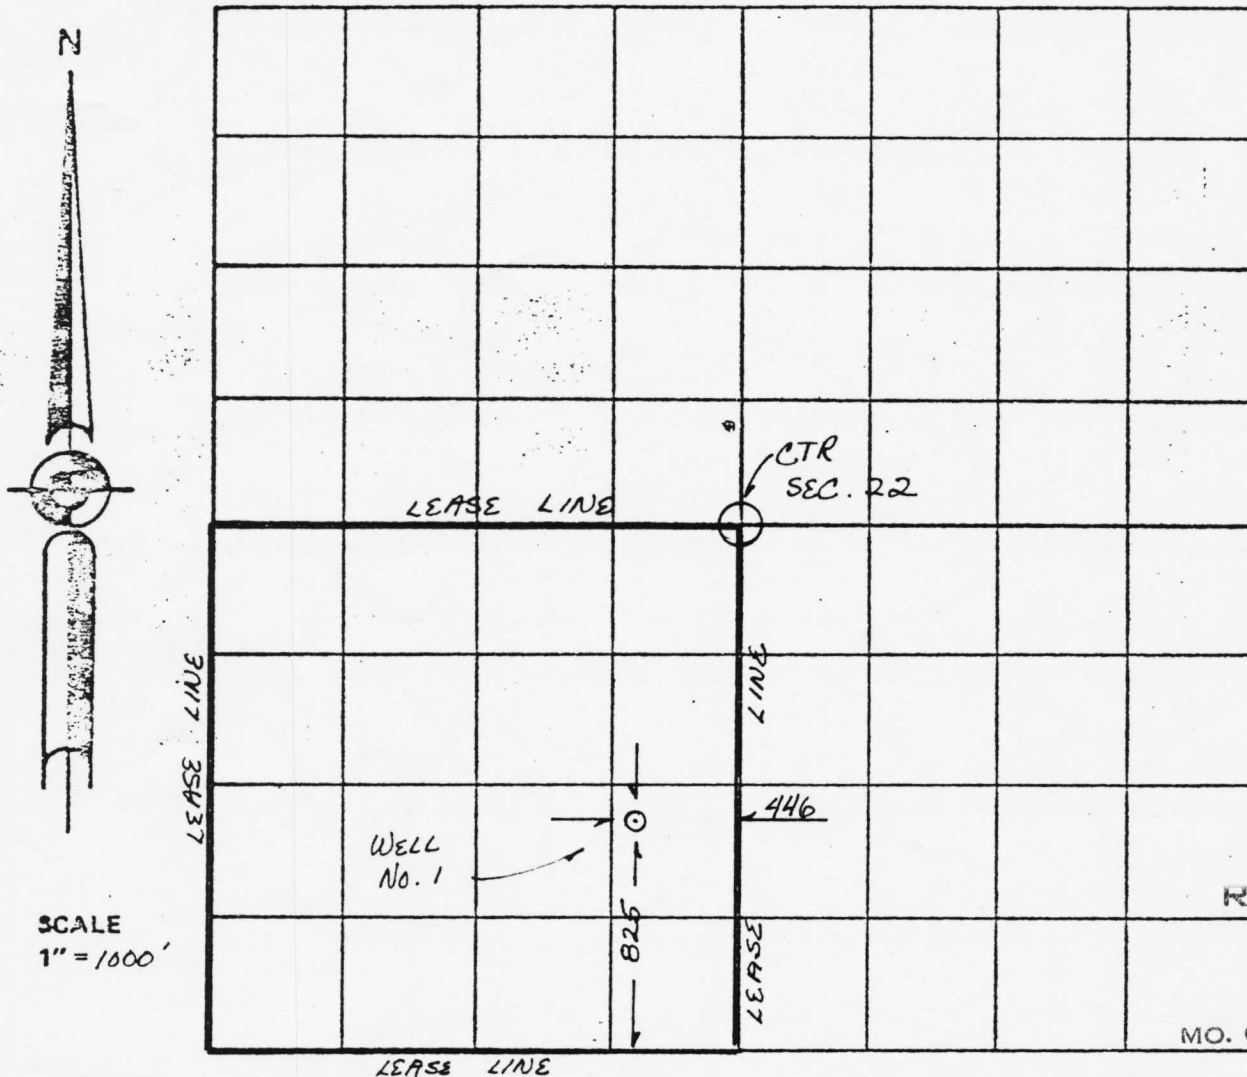 N
CTR
SEC. 22
LEASE LINE
LEASE LINE
LINE
446
WELL
No. 1
825
LEASE
SCALE
1" = 1000'
R
MO.
LEASE LINE